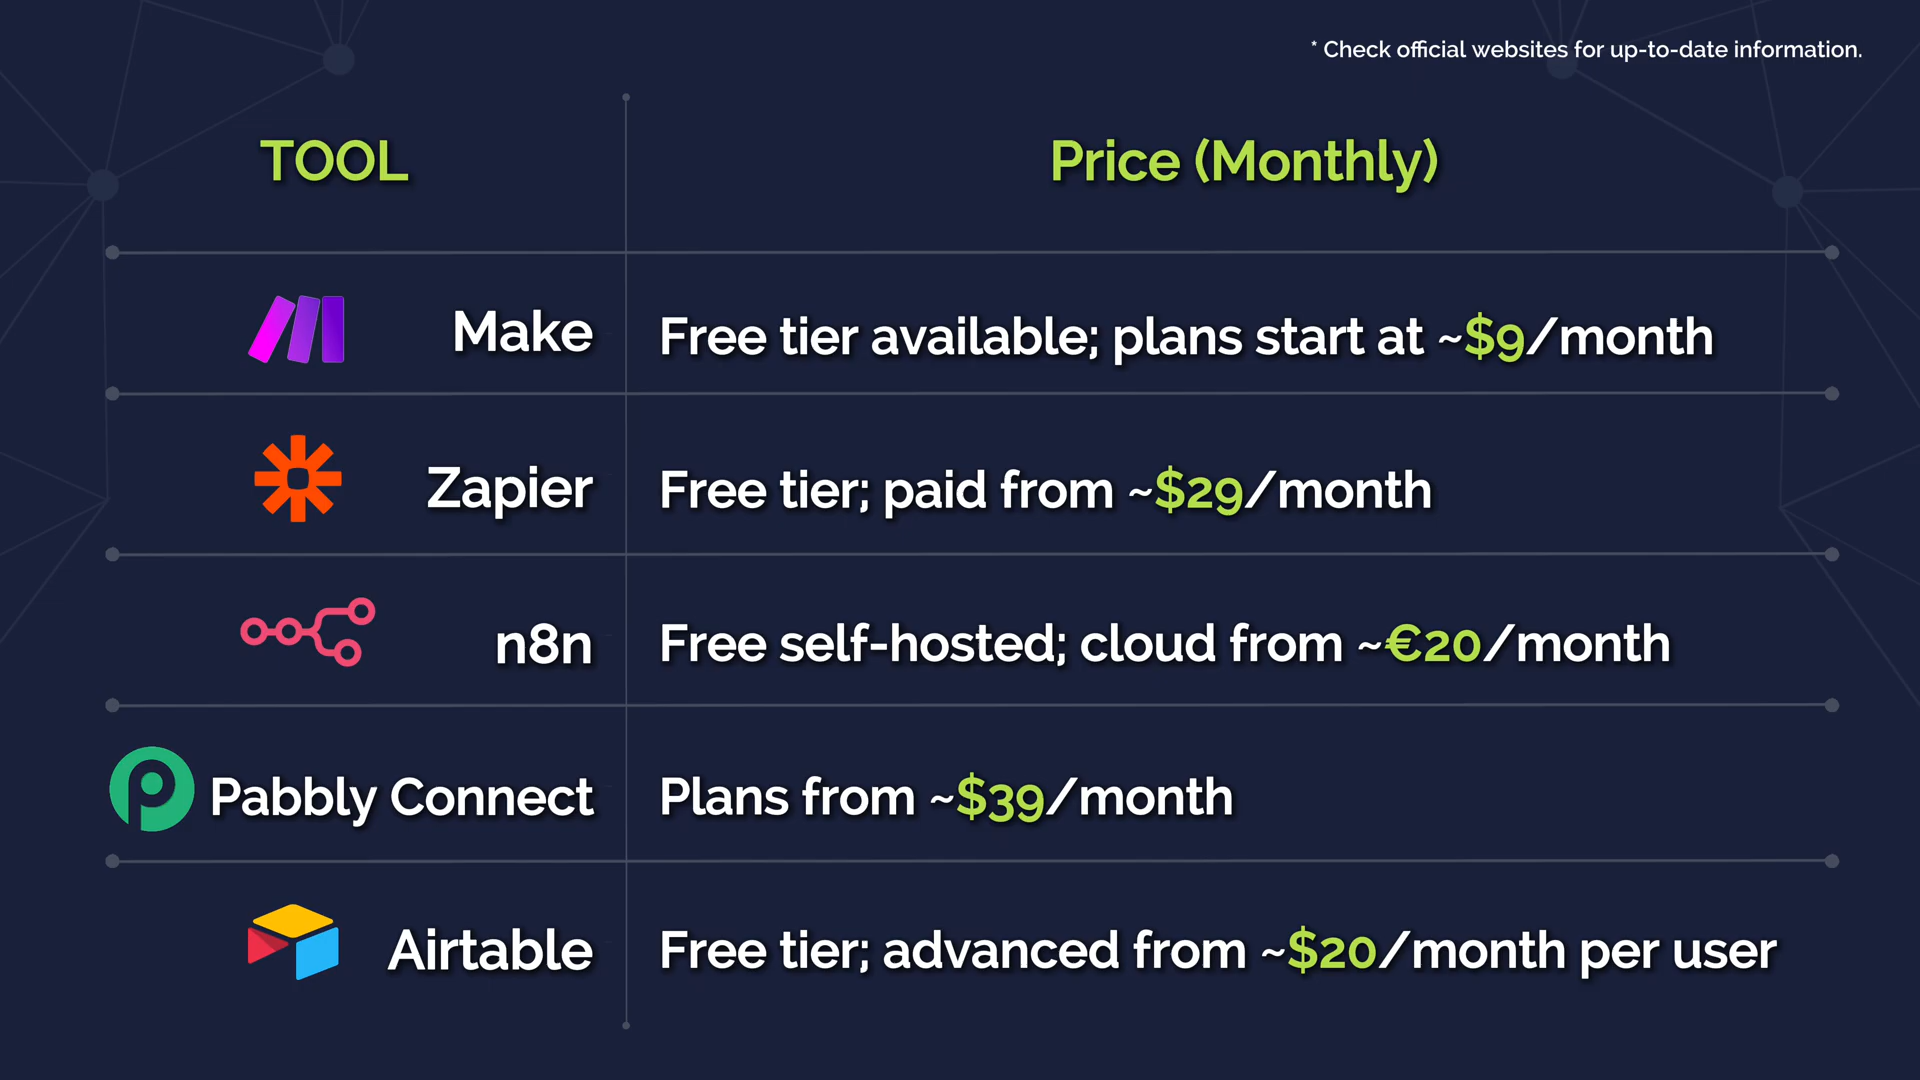 * Check official websites for up-to-date information.
TOOL
Price (Monthly)
Make
Free tier available; plans start at ~$9/month
Zapier
Free tier; paid from ~$29/month
n8n
Free self-hosted; cloud from ~€20/month
Pabbly Connect
Plans from ~$39/month
Airtable
Free tier; advanced from ~$20/month per user